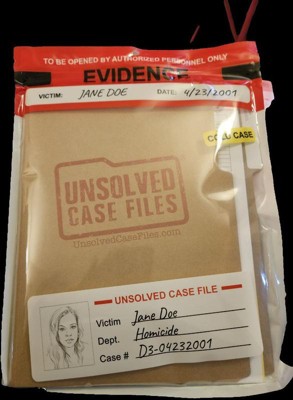 TO BE OPENED BY AUTHORIZED PERSONNEL ONLY
EVIDENCE
VICTIM: JANE DOE DATE: 4/23/2001
COLD CASE
UNSOLVED
CASE FILES
UnsolvedCaseFiles.com
UNSOLVED CASE FILE
Victim Jane Doe
Dept. Homicide
Case # D3-04232001